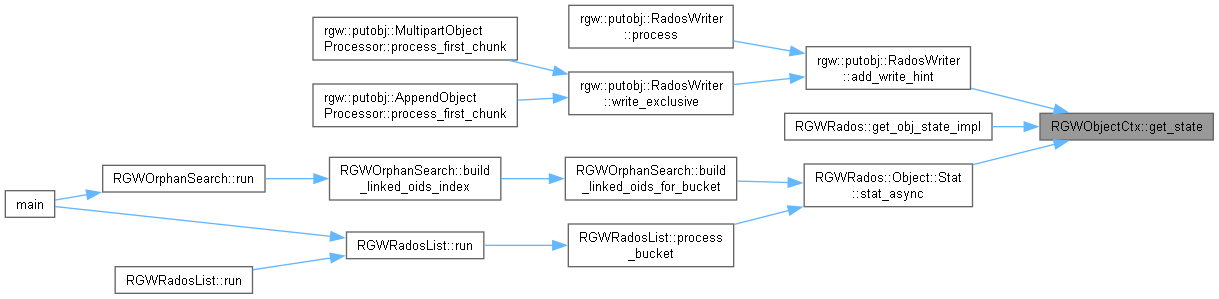 rgw::putobj::MultipartObject
Processor::process_first_chunk
rgw::putobj::RadosWriter
::process
rgw::putobj::RadosWriter
::add_write_hint
rgw::putobj::AppendObject
Processor::process_first_chunk
rgw::putobj::RadosWriter
::write_exclusive
RGWRados::get_obj_state_impl
RGWObjectCtx::get_state
main
RGWOrphanSearch::run
RGWOrphanSearch::build
_linked_oids_index
RGWOrphanSearch::build
_linked_oids_for_bucket
RGWRados::Object::Stat
::stat_async
RGWRadosList::run
RGWRadosList::process
_bucket
RGWRadosList::run